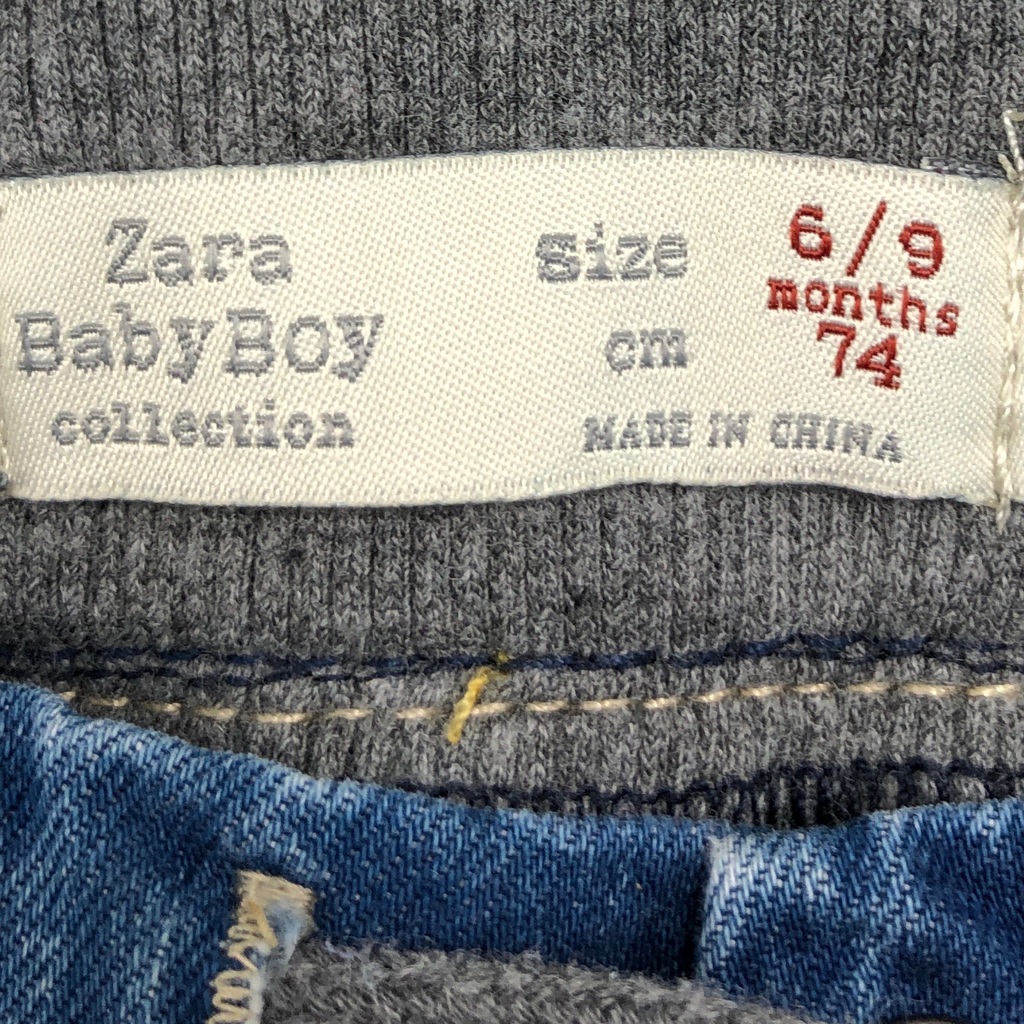 Zara
BabyBoy
collection
size
cm
6/9
months
74
MADE IN CHINA